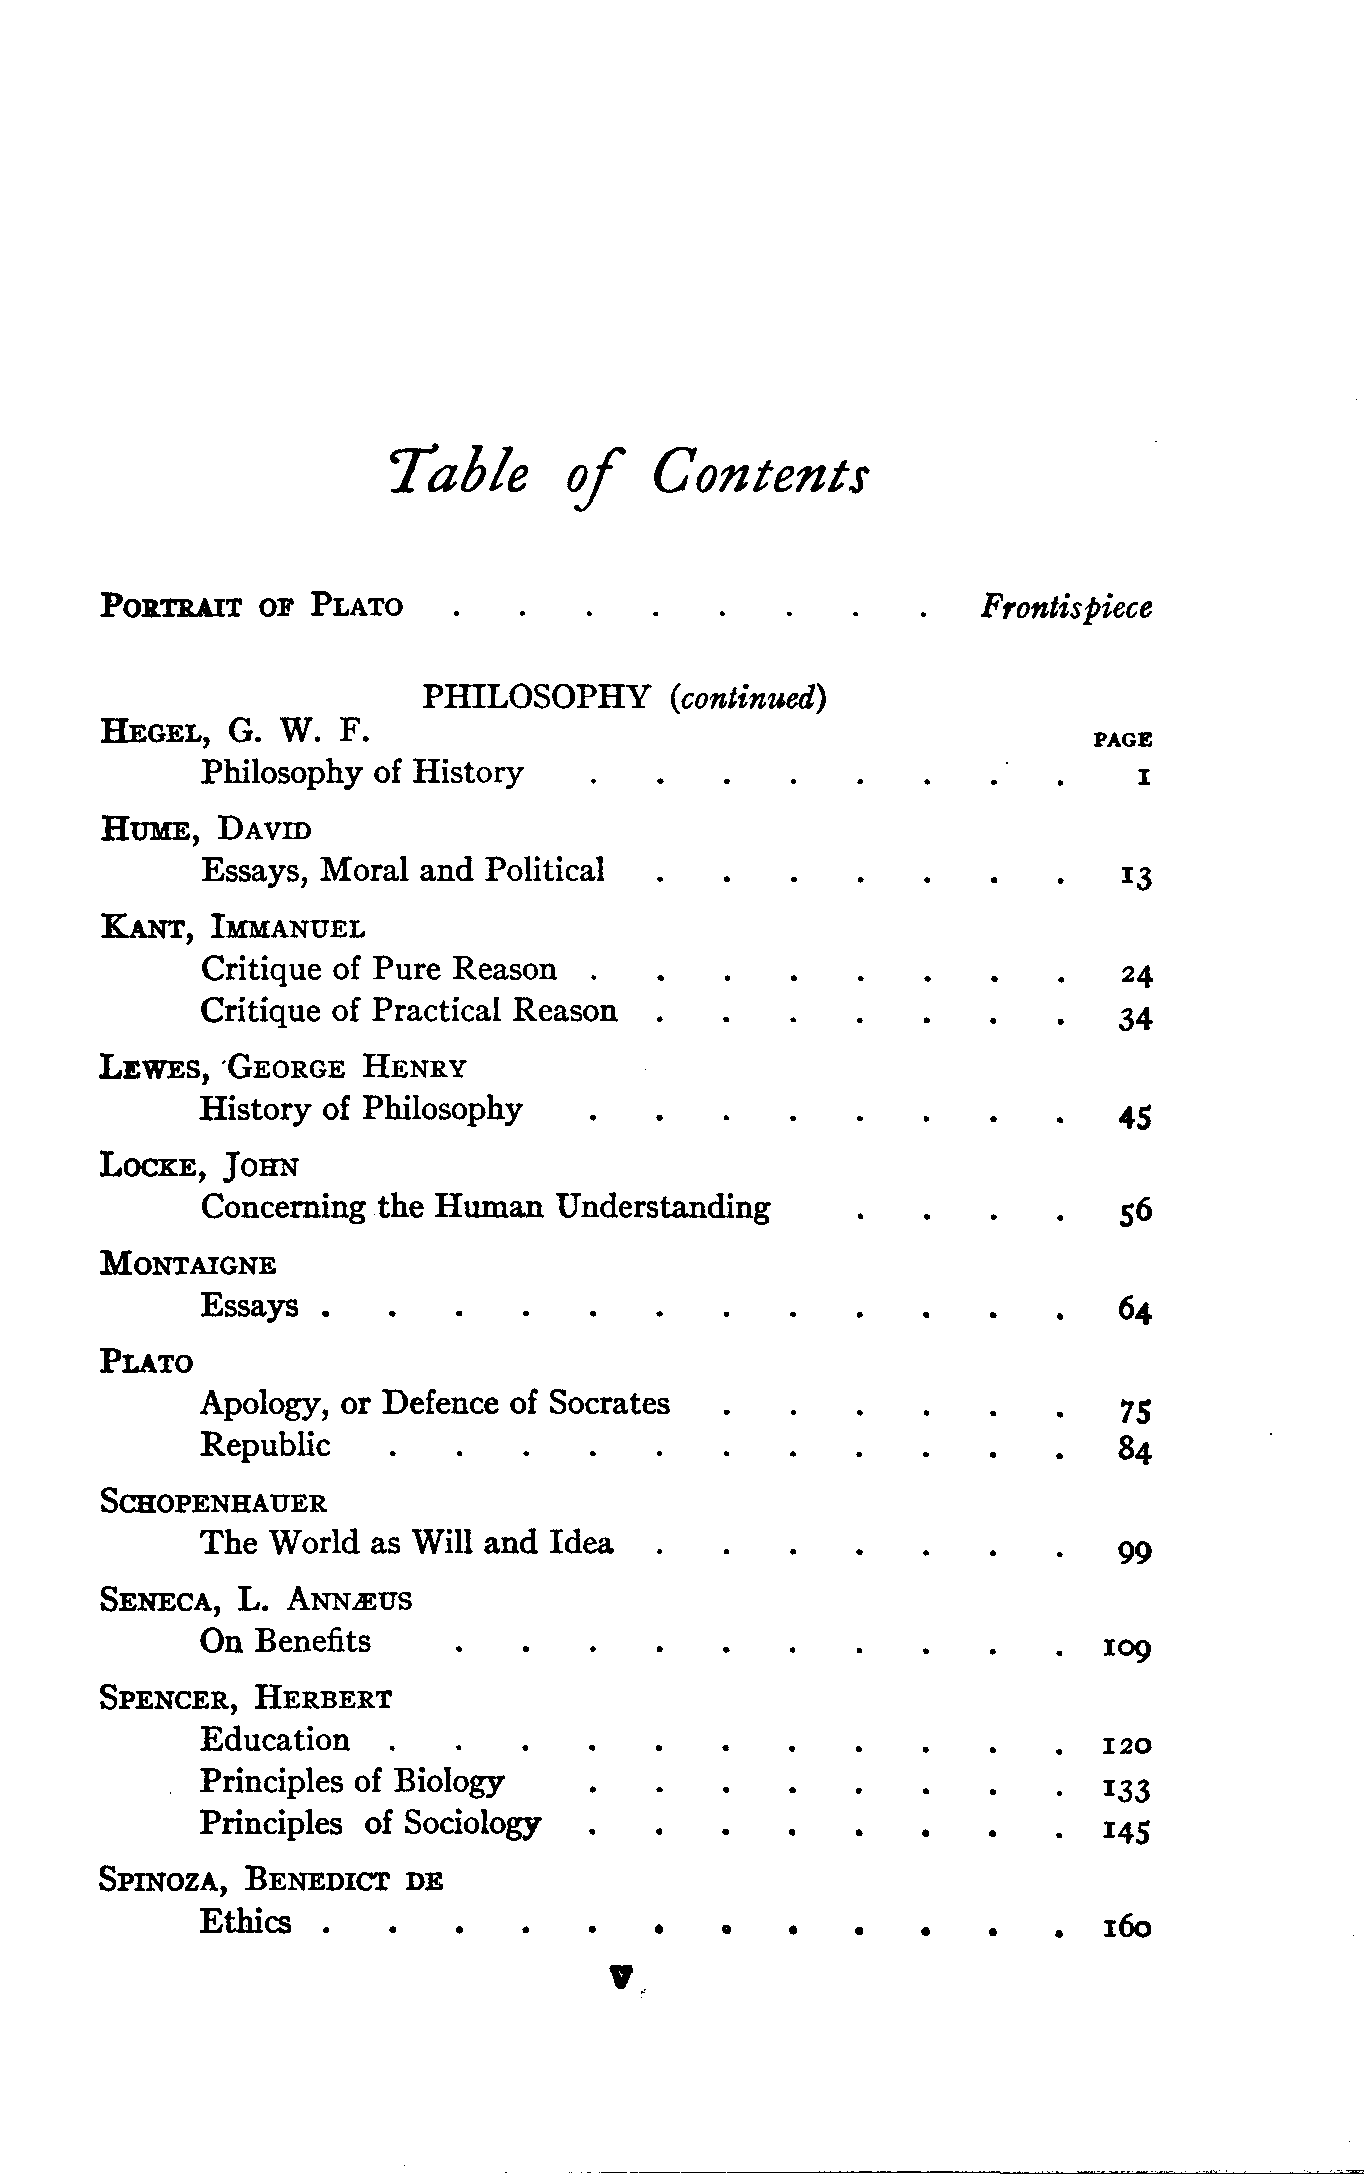 Table of Contents
PORTRAIT OF PLATO . . . . . . . . Frontispiece
PHILOSOPHY (continued)
HEGEL, G. W. F.
PAGE
Philosophy of History . . . . . . . . 1
HUME, DAVID
Essays, Moral and Political . . . . . . . 13
KANT, IMMANUEL
Critique of Pure Reason . . . . . . . . 24
Critique of Practical Reason . . . . . . . 34
LEWES, GEORGE HENRY
History of Philosophy . . . . . . . . 45
LOCKE, JOHN
Concerning the Human Understanding . . . . 56
MONTAIGNE
Essays . . . . . . . . . . . . 64
PLATO
Apology, or Defence of Socrates . . . . . . 75
Republic . . . . . . . . . . . 84
SCHOPENHAUER
The World as Will and Idea . . . . . . . 99
SENECA, L. ANNÆUS
On Benefits . . . . . . . . . . 109
SPENCER, HERBERT
Education . . . . . . . . . . . 120
Principles of Biology . . . . . . . . 133
Principles of Sociology . . . . . . . . 145
SPINOZA, BENEDICT DE
Ethics . . . . . . . . . . . . 160
v